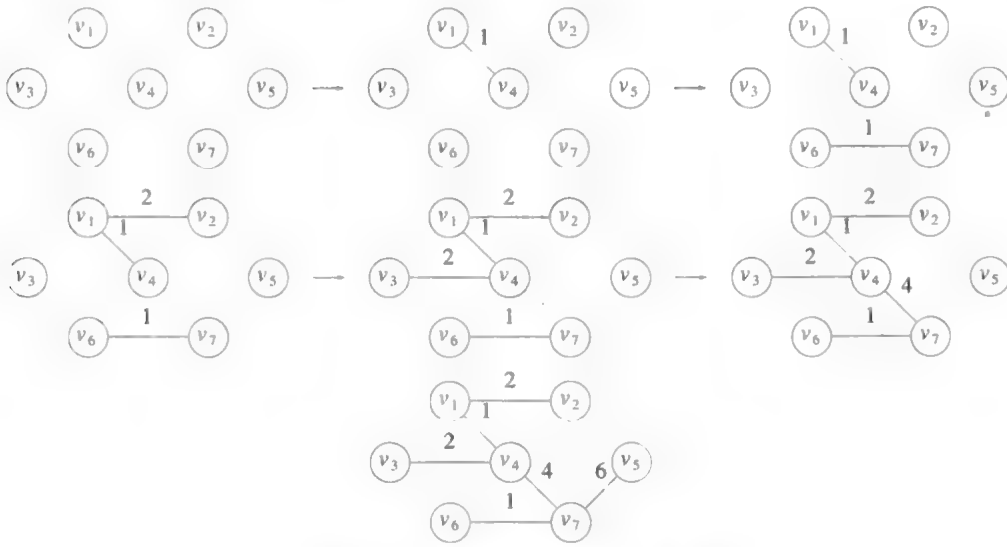 v1 v2 v1 1 v2 v1 1 v2
v3 v4 v5 v3 v4 v5 v3 v4 v5
v6 v7 v6 v7 v6 1 v7
v1 2 v2 v1 2 v2 v1 2 v2
1 1 1
v3 v4 v5 v3 2 v4 v5 v3 2 v4 4 v5
v6 1 v7 v6 1 v7 v6 1 v7
v1 2 v2
1
v3 2 v4 4 6 v5
v6 1 v7